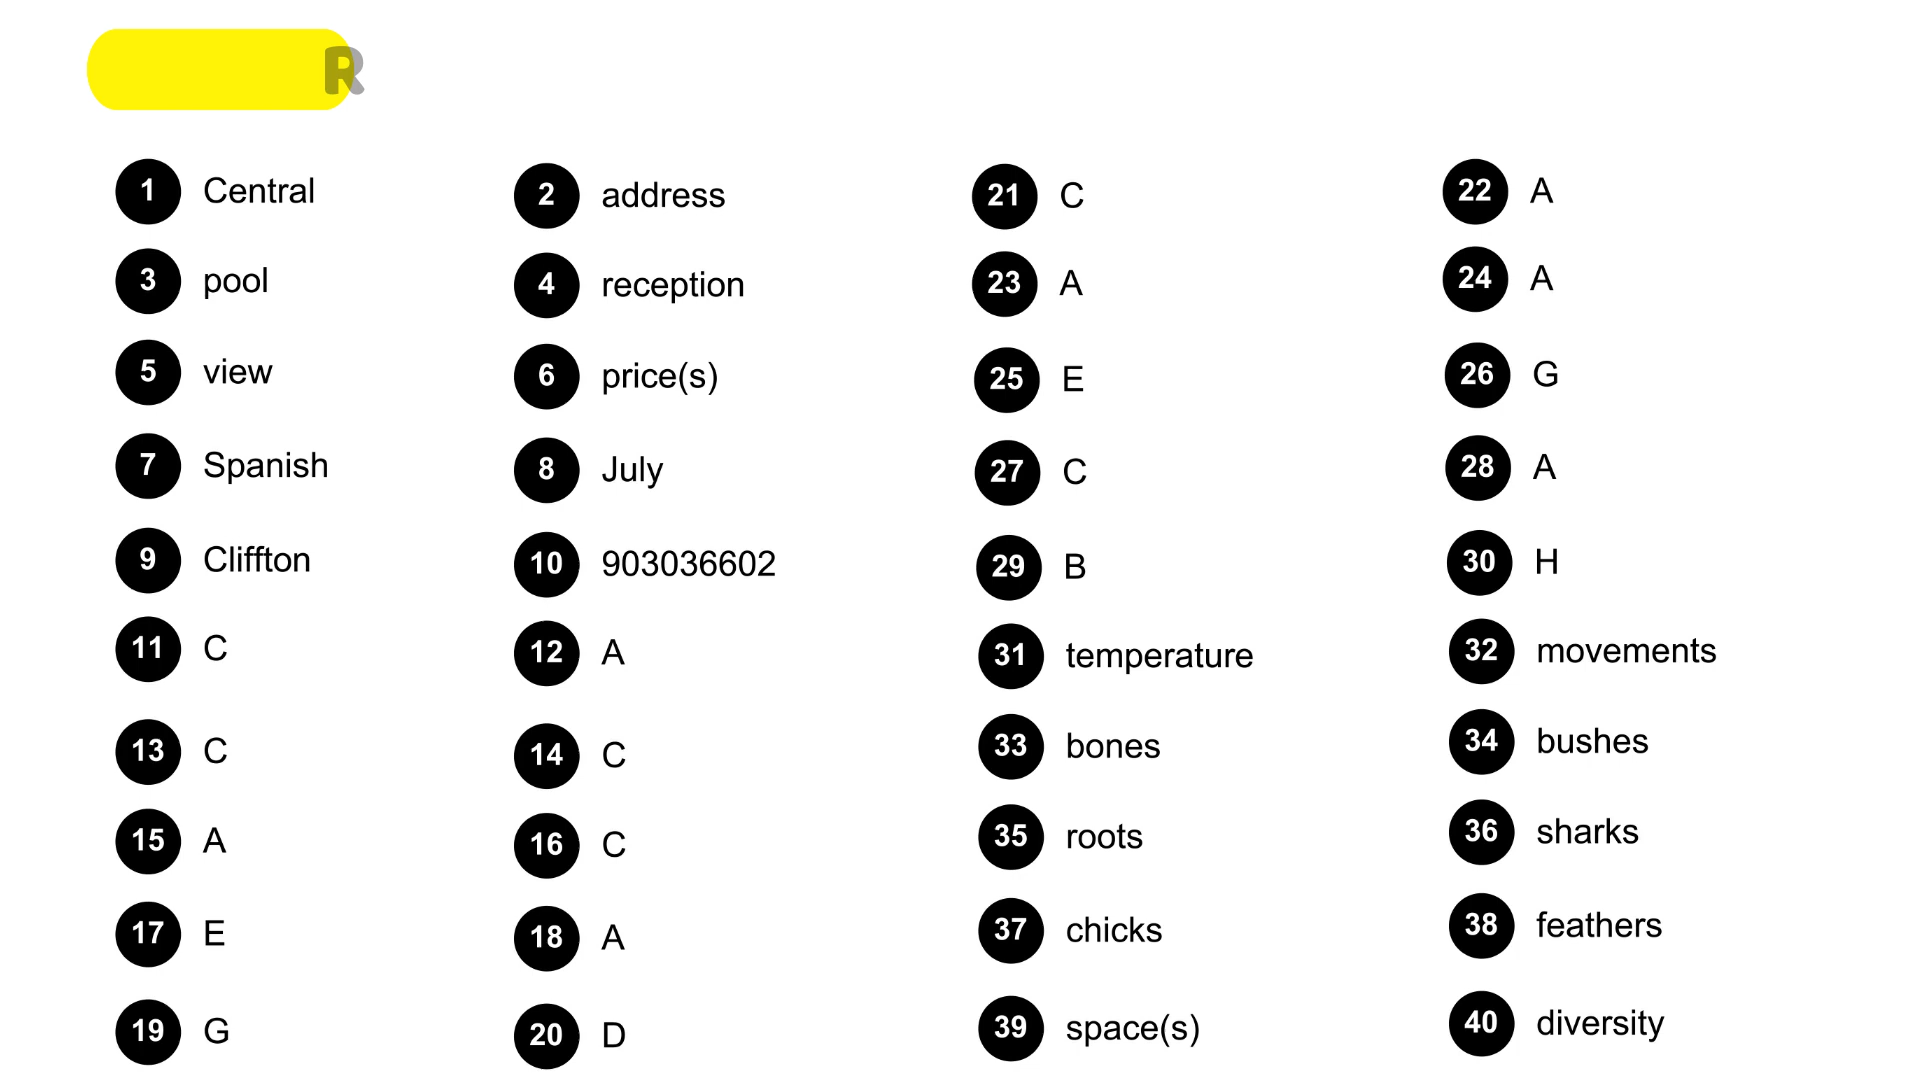 R
1 Central 2 address 21 C 22 A
3 pool 4 reception 23 A 24 A
5 view 6 price(s) 25 E 26 G
7 Spanish 8 July 27 C 28 A
9 Cliffton 10 903036602 29 B 30 H
11 C 12 A 31 temperature 32 movements
13 C 14 C 33 bones 34 bushes
15 A 16 C 35 roots 36 sharks
17 E 18 A 37 chicks 38 feathers
19 G 20 D 39 space(s) 40 diversity